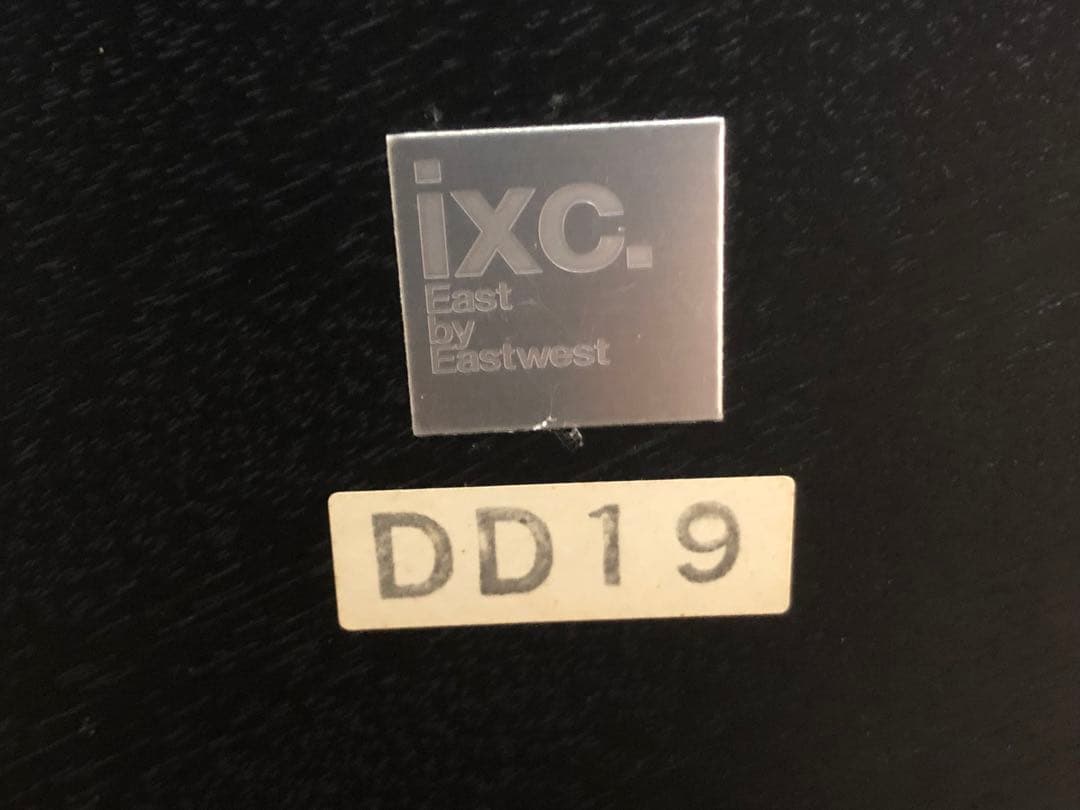 ixc.
East
by
Eastwest
DD19